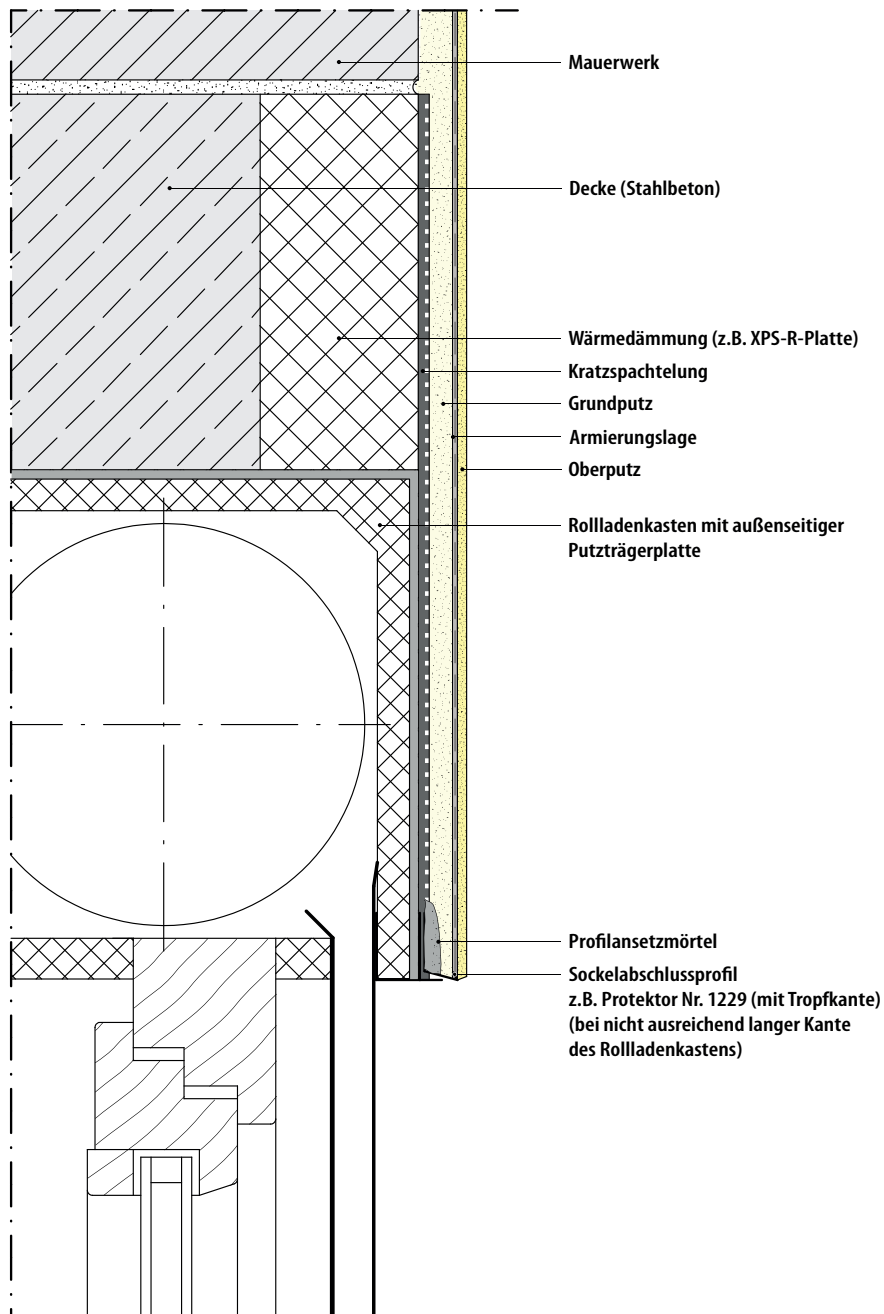 Mauerwerk
Decke (Stahlbeton)
Wärmedämmung (z.B. XPS-R-Platte)
Kratzspachtelung
Grundputz
Armierungslage
Oberputz
Rollladenkasten mit außenseitiger
Putzträgerplatte
Profilansetzmörtel
Sockelabschlussprofil
z.B. Protektor Nr. 1229 (mit Tropfkante)
(bei nicht ausreichend langer Kante
des Rollladenkastens)